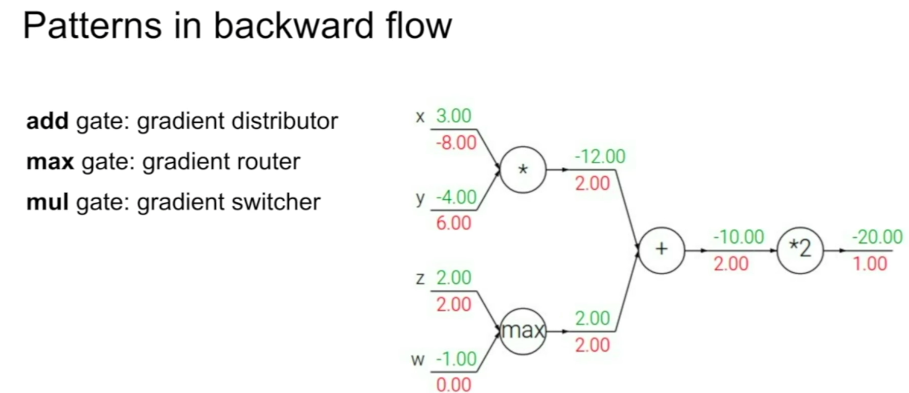 Patterns in backward flow
add gate: gradient distributor
max gate: gradient router
mul gate: gradient switcher
x 3.00
-8.00
*
y -4.00
6.00
-12.00
2.00
+
-10.00
2.00
*2
-20.00
1.00
z 2.00
2.00
max
w -1.00
0.00
2.00
2.00